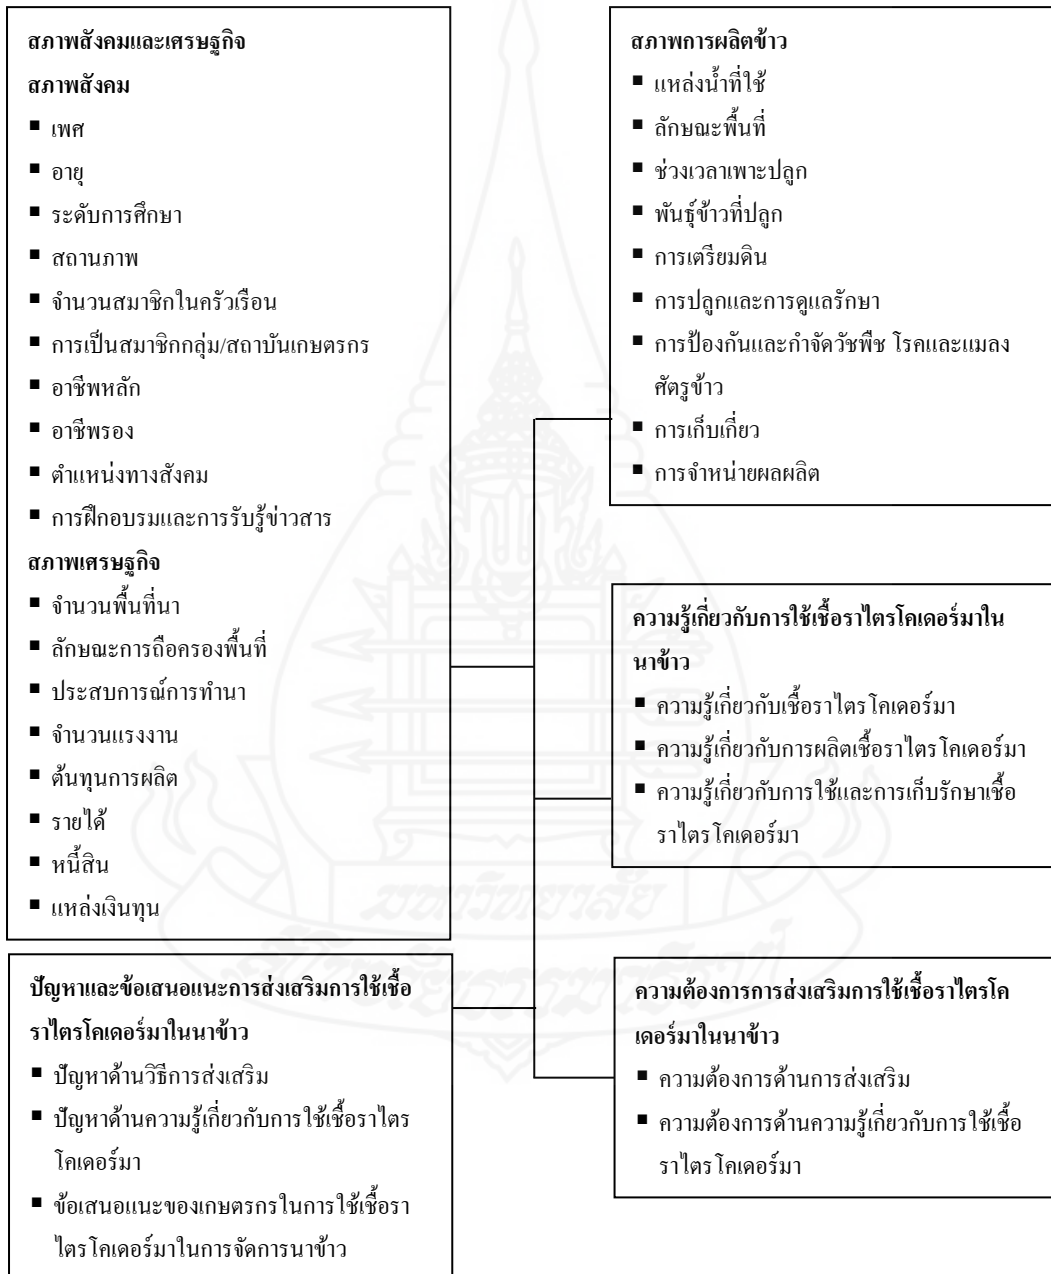 สภาพสังคมและเศรษฐกิจ
สภาพสังคม
▪ เพศ
▪ อายุ
▪ ระดับการศึกษา
▪ สถานภาพ
▪ จำนวนสมาชิกในครัวเรือน
▪ การเป็นสมาชิกกลุ่ม/สถาบันเกษตรกร
▪ อาชีพหลัก
▪ อาชีพรอง
▪ ตำแหน่งทางสังคม
▪ การฝึกอบรมและการรับรู้ข่าวสาร
สภาพเศรษฐกิจ
▪ จำนวนพื้นที่นา
▪ ลักษณะการถือครองพื้นที่
▪ ประสบการณ์การทำนา
▪ จำนวนแรงงาน
▪ ต้นทุนการผลิต
▪ รายได้
▪ หนี้สิน
▪ แหล่งเงินทุน
สภาพการผลิตข้าว
▪ แหล่งน้ำที่ใช้
▪ ลักษณะพื้นที่
▪ ช่วงเวลาเพาะปลูก
▪ พันธุ์ข้าวที่ปลูก
▪ การเตรียมดิน
▪ การปลูกและการดูแลรักษา
▪ การป้องกันและกำจัดวัชพืช โรคและแมลง
ศัตรูข้าว
▪ การเก็บเกี่ยว
▪ การจำหน่ายผลผลิต
ความรู้เกี่ยวกับการใช้เชื้อราไตรโคเดอร์มาใน
นาข้าว
▪ ความรู้เกี่ยวกับเชื้อราไตรโคเดอร์มา
▪ ความรู้เกี่ยวกับการผลิตเชื้อราไตรโคเดอร์มา
▪ ความรู้เกี่ยวกับการใช้และการเก็บรักษาเชื้อ
ราไตรโคเดอร์มา
ปัญหาและข้อเสนอแนะการส่งเสริมการใช้เชื้อ
ราไตรโคเดอร์มาในนาข้าว
▪ ปัญหาด้านวิธีการส่งเสริม
▪ ปัญหาด้านความรู้เกี่ยวกับการใช้เชื้อราไตร
โคเดอร์มา
▪ ข้อเสนอแนะของเกษตรกรในการใช้เชื้อรา
ไตรโคเดอร์มาในการจัดการนาข้าว
ความต้องการการส่งเสริมการใช้เชื้อราไตรโค
เดอร์มาในนาข้าว
▪ ความต้องการด้านการส่งเสริม
▪ ความต้องการด้านความรู้เกี่ยวกับการใช้เชื้อ
ราไตรโคเดอร์มา
มหาวิทยาลัย
สุโขทัยธรรมาธิราช